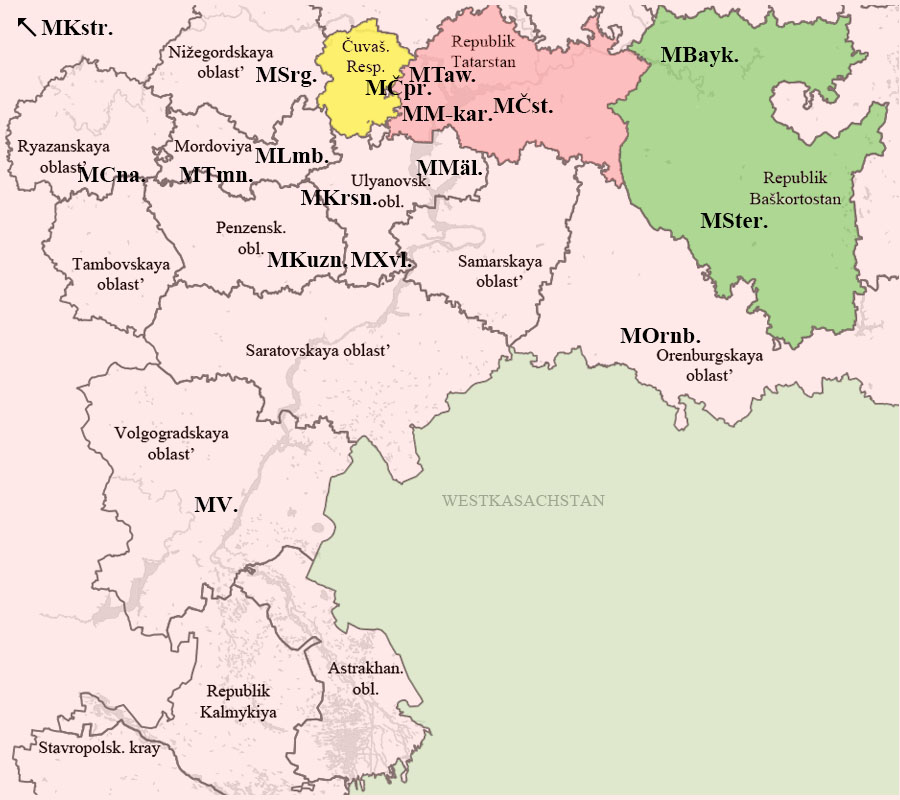 MKstr.
Nižegordskaya
oblast’
MSrg.
Čuvaš.
Resp.
MČpr.
Republik
Tatarstan
MTaw.
MM-kar.
MČst.
MBayk.
Ryazanskaya
oblast’
MCna.
Mordoviya
MTmn.
MLmb.
MMäl.
Ulyanovsk.
obl.
MKrsn.
Republik
Baškortostan
MSter.
Penzensk.
obl.
MKuzn.
MXvl.
Tambovskaya
oblast’
Samarskaya
oblast’
MOrnb.
Orenburgskaya
oblast’
Saratovskaya oblast’
Volgogradskaya
oblast’
MV.
WESTKASACHSTAN
Astrakhan.
obl.
Republik
Kalmykiya
Stavropolsk. kray